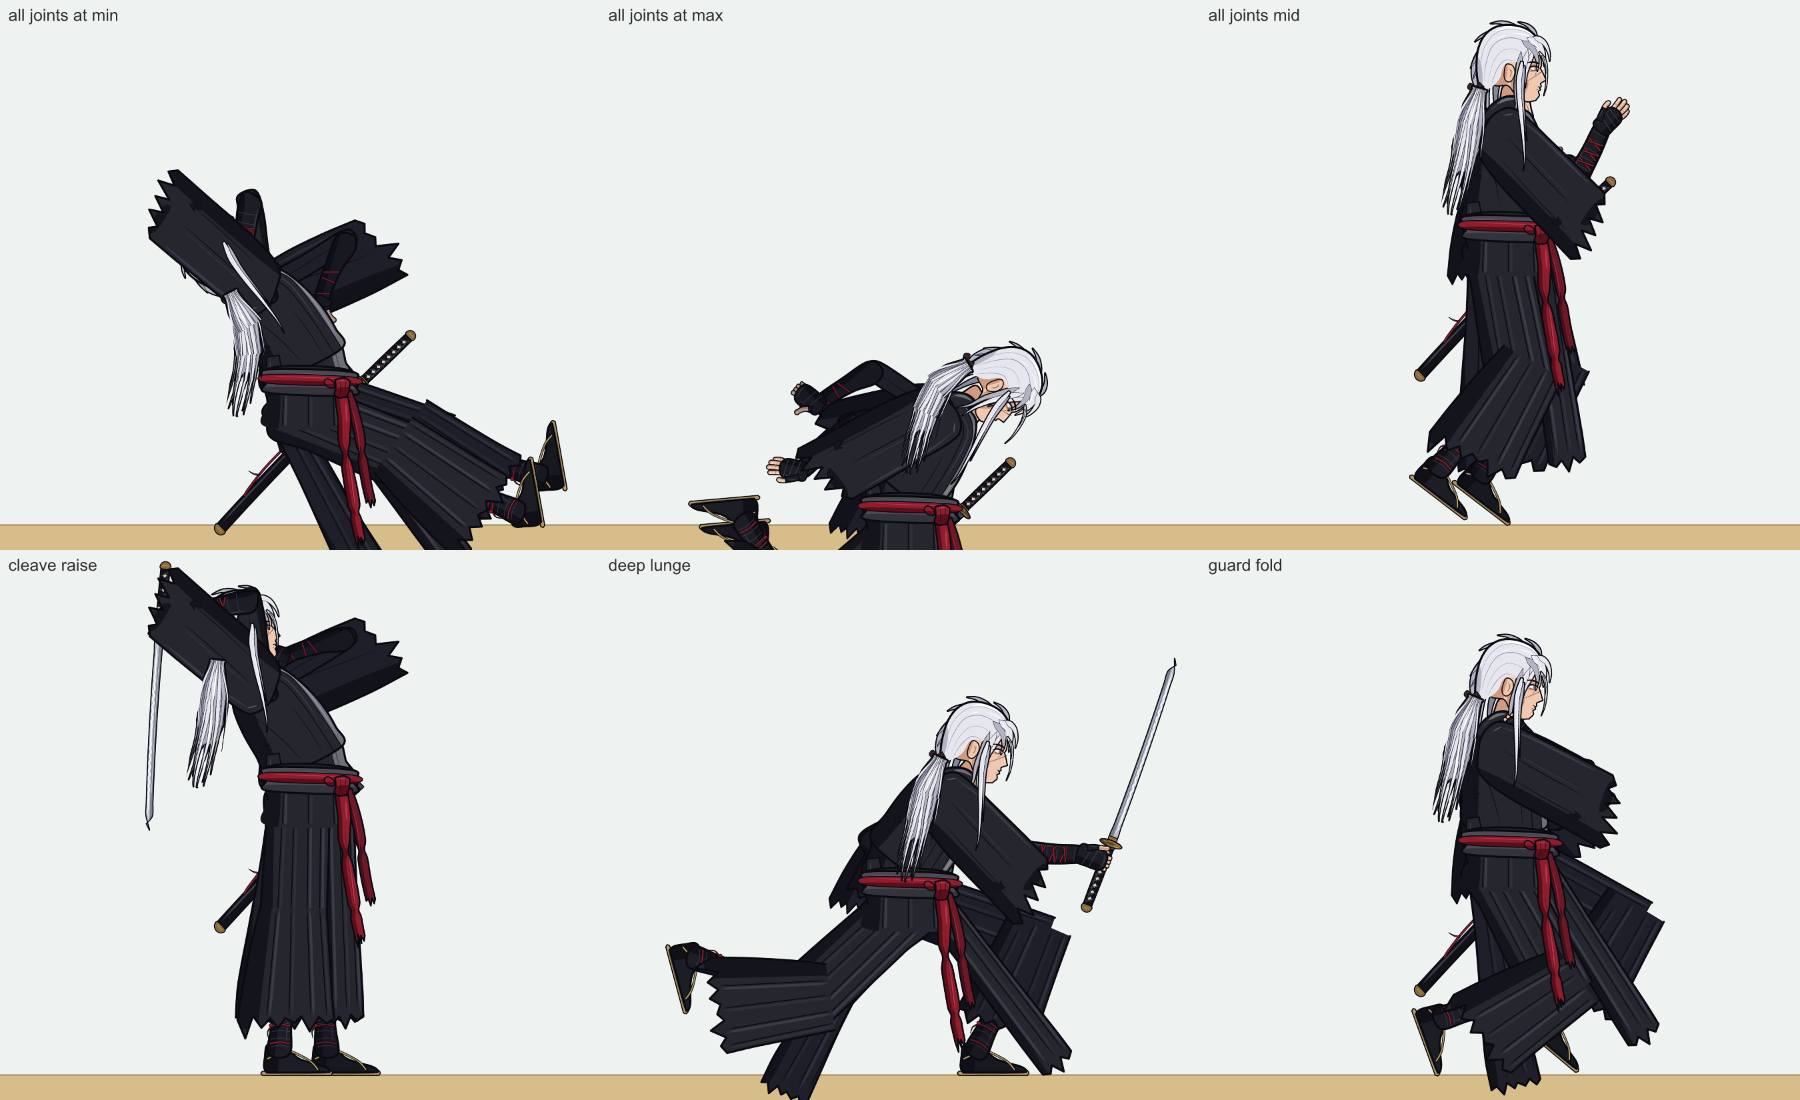 all joints at min
all joints at max
all joints mid
cleave raise
deep lunge
guard fold